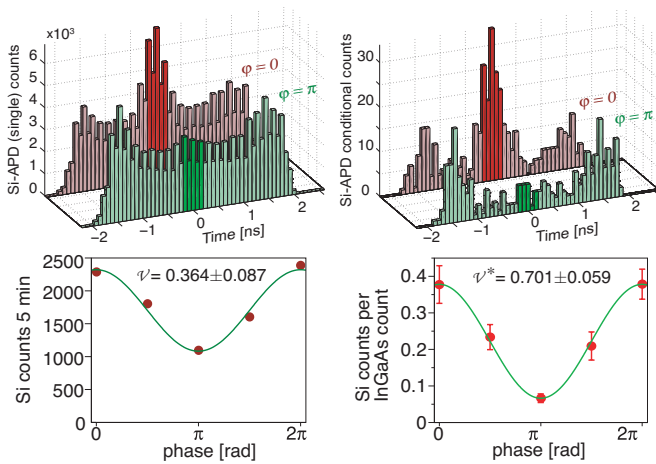 ×10³
Si-APD (single) counts
6
5
4
3
2
1
0
φ = 0
φ = π
−2
−1
0
1
2
Time [ns]
Si-APD conditional counts
30
20
10
0
φ = 0
φ = π
−2
−1
0
1
2
Time [ns]
Si counts 5 min
2500
2000
1500
1000
500
0
𝒱= 0.364±0.087
0
π
2π
phase [rad]
Si counts per
InGaAs count
0.4
0.3
0.2
0.1
0
𝒱*= 0.701±0.059
0
π
2π
phase [rad]